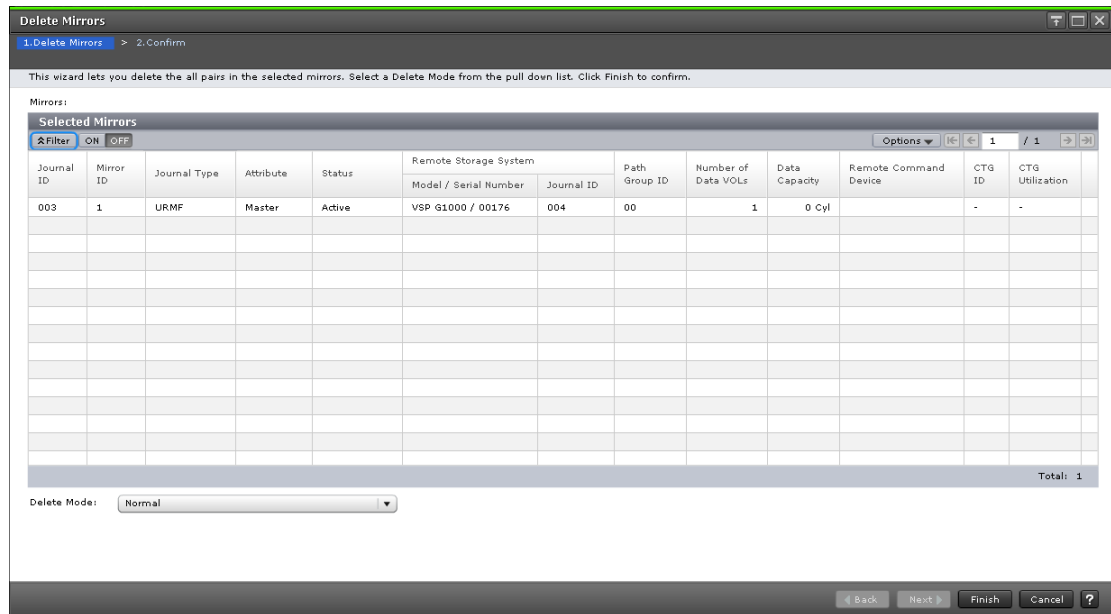 Delete Mirrors
1.Delete Mirrors > 2.Confirm
This wizard lets you delete the all pairs in the selected mirrors. Select a Delete Mode from the pull down list. Click Finish to confirm.
Mirrors:
Selected Mirrors
Filter ON OFF Options 1 / 1
Journal ID Mirror ID Journal Type Attribute Status Remote Storage System Model / Serial Number Journal ID Path Group ID Number of Data VOLs Data Capacity Remote Command Device CTG ID CTG Utilization
003 1 URMF Master Active VSP G1000 / 00176 004 00 1 0 Cyl - -
Total: 1
Delete Mode: Normal
Back Next Finish Cancel ?